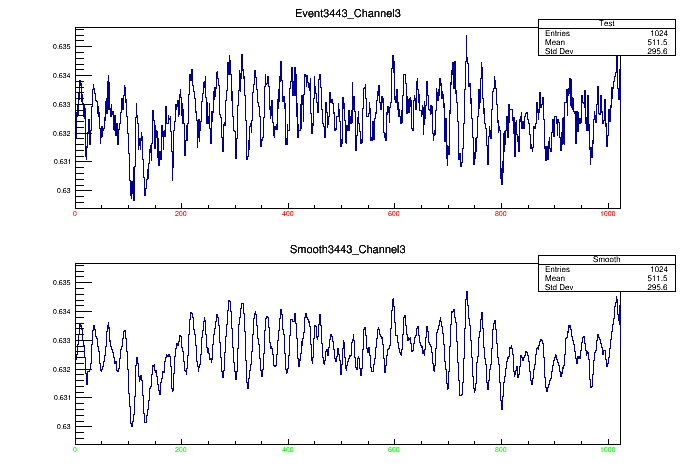 Event3443_Channel3
Test
Entries 1024
Mean 511.5
Std Dev 295.6
0.635
0.634
0.633
0.632
0.631
0.63
0 200 400 600 800 1000
Smooth3443_Channel3
Smooth
Entries 1024
Mean 511.5
Std Dev 295.6
0.635
0.634
0.633
0.632
0.631
0.63
0 200 400 600 800 1000